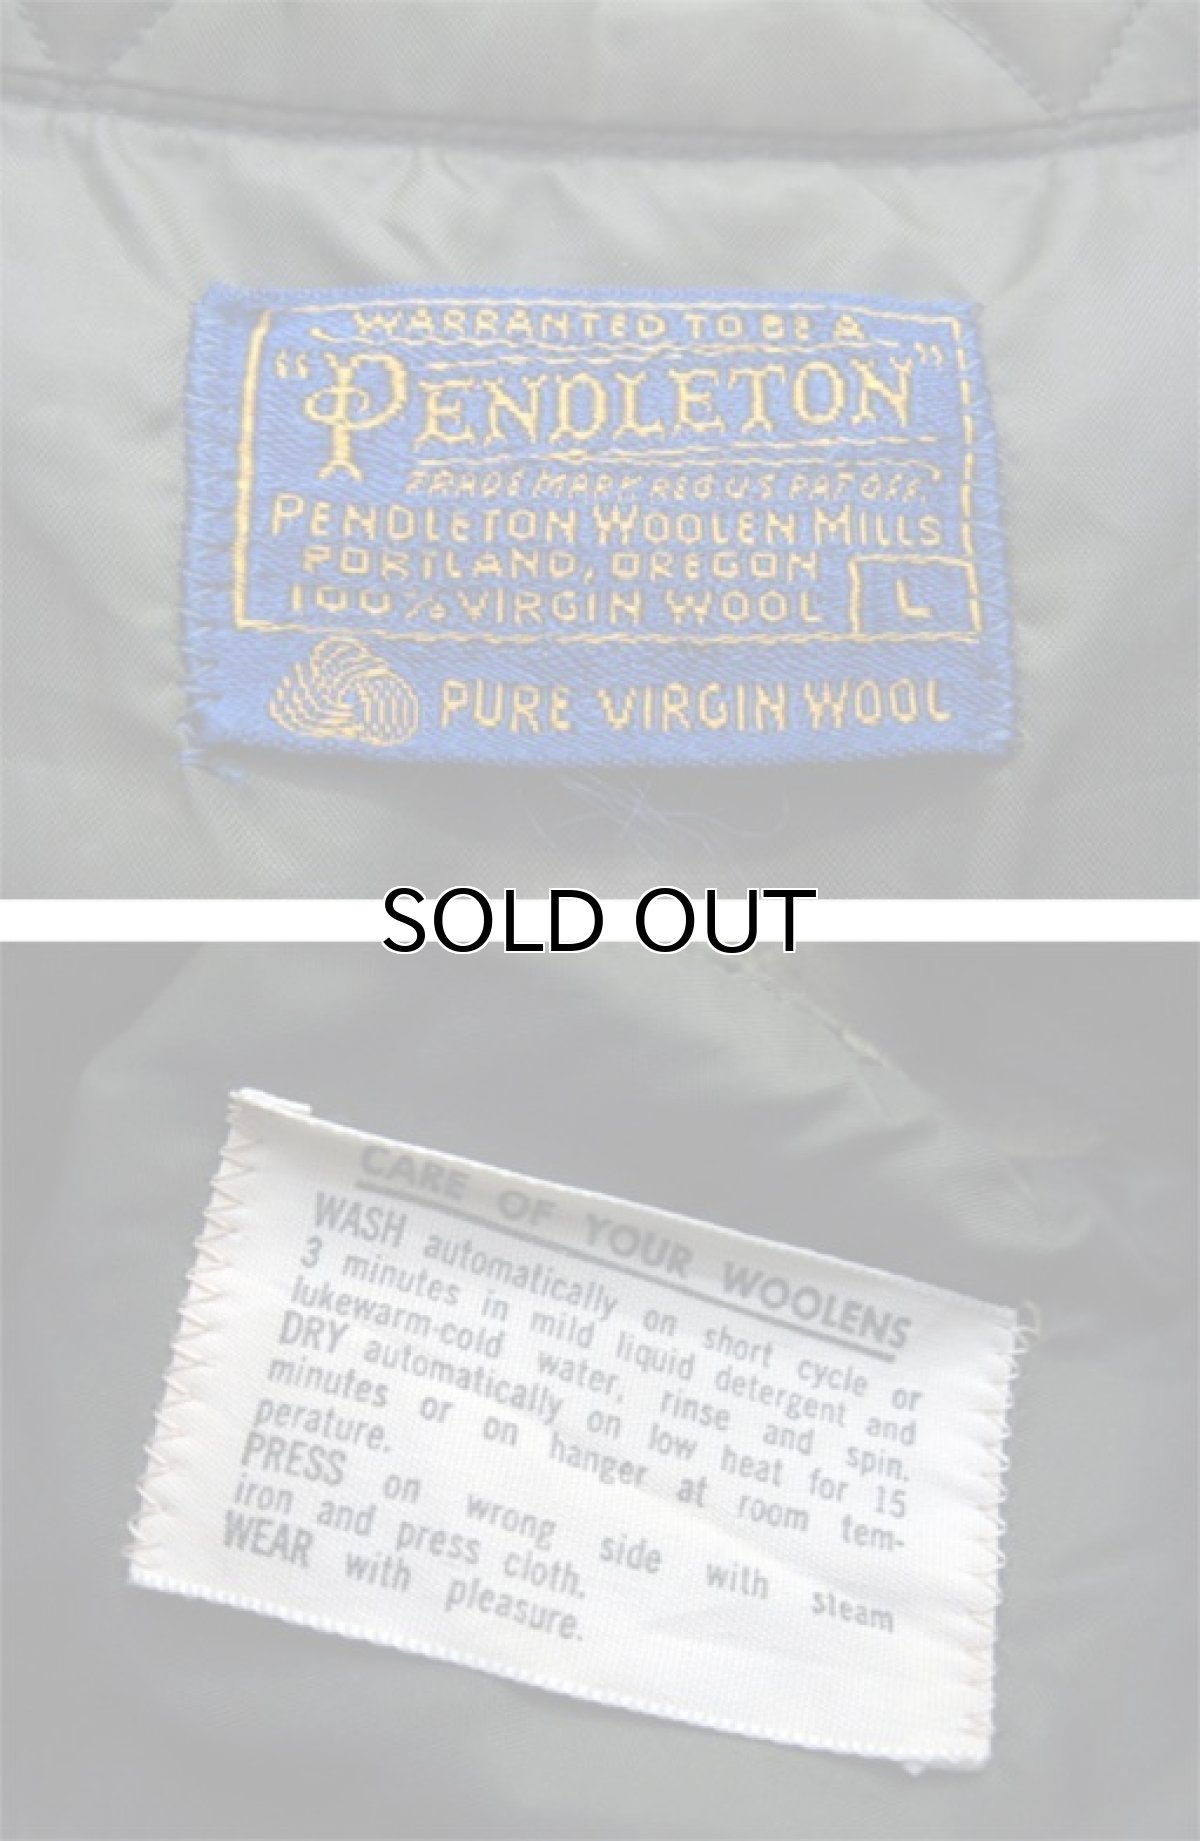 WARRANTED TO BE A
"PENDLETON"
TRADE MARK REG. U.S. PAT. OFF.
PENDLETON WOOLEN MILLS
PORTLAND, OREGON
100% VIRGIN WOOL L
PURE VIRGIN WOOL
SOLD OUT
CARE OF YOUR WOOLENS
WASH automatically on short cycle or
3 minutes in mild liquid detergent and
lukewarm-cold water, rinse and spin.
DRY automatically on low heat for 15
minutes or on hanger at room tem-
perature.
PRESS on wrong side with steam
iron and press cloth.
WEAR with pleasure.